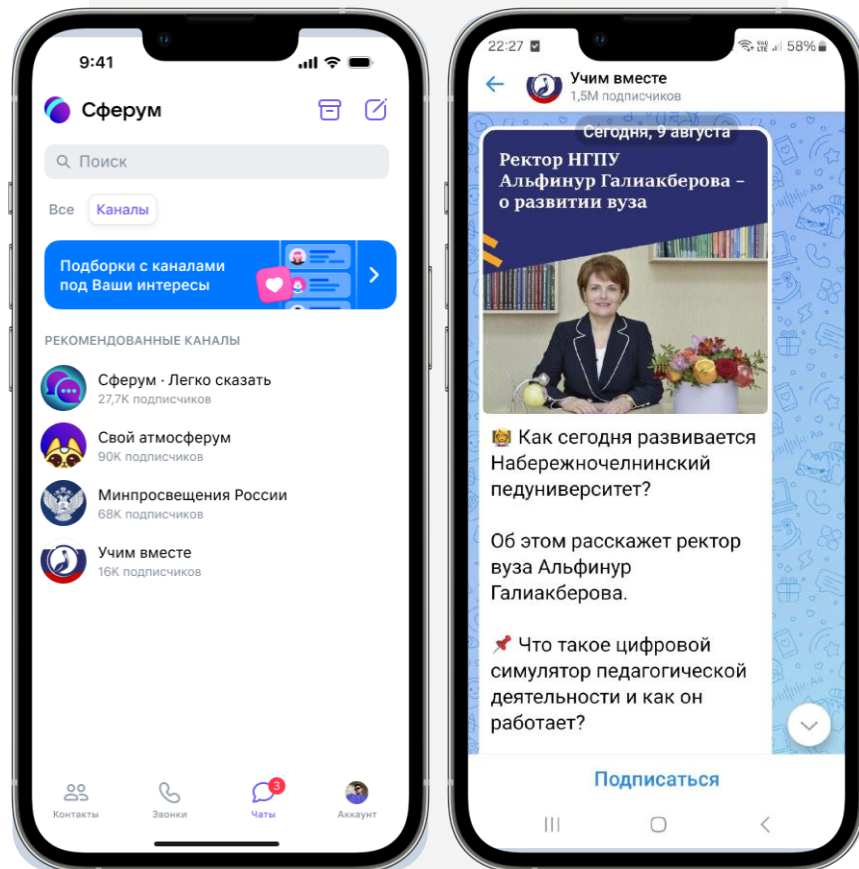 9:41
Сферум
Поиск
Все Каналы
Подборки с каналами
под Ваши интересы
РЕКОМЕНДОВАННЫЕ КАНАЛЫ
Сферум · Легко сказать
27,7K подписчиков
Свой атмосферум
90K подписчиков
Минпросвещения России
68K подписчиков
Учим вместе
16K подписчиков
3
Контакты Звонки Чаты Аккаунт
22:27 58%
Учим вместе
1,5M подписчиков
Сегодня, 9 августа
Ректор НГПУ
Альфинур Галиакберова –
о развитии вуза
Как сегодня развивается
Набережночелнинский
педуниверситет?
Об этом расскажет ректор
вуза Альфинур
Галиакберова.
Что такое цифровой
симулятор педагогической
деятельности и как он
работает?
Подписаться